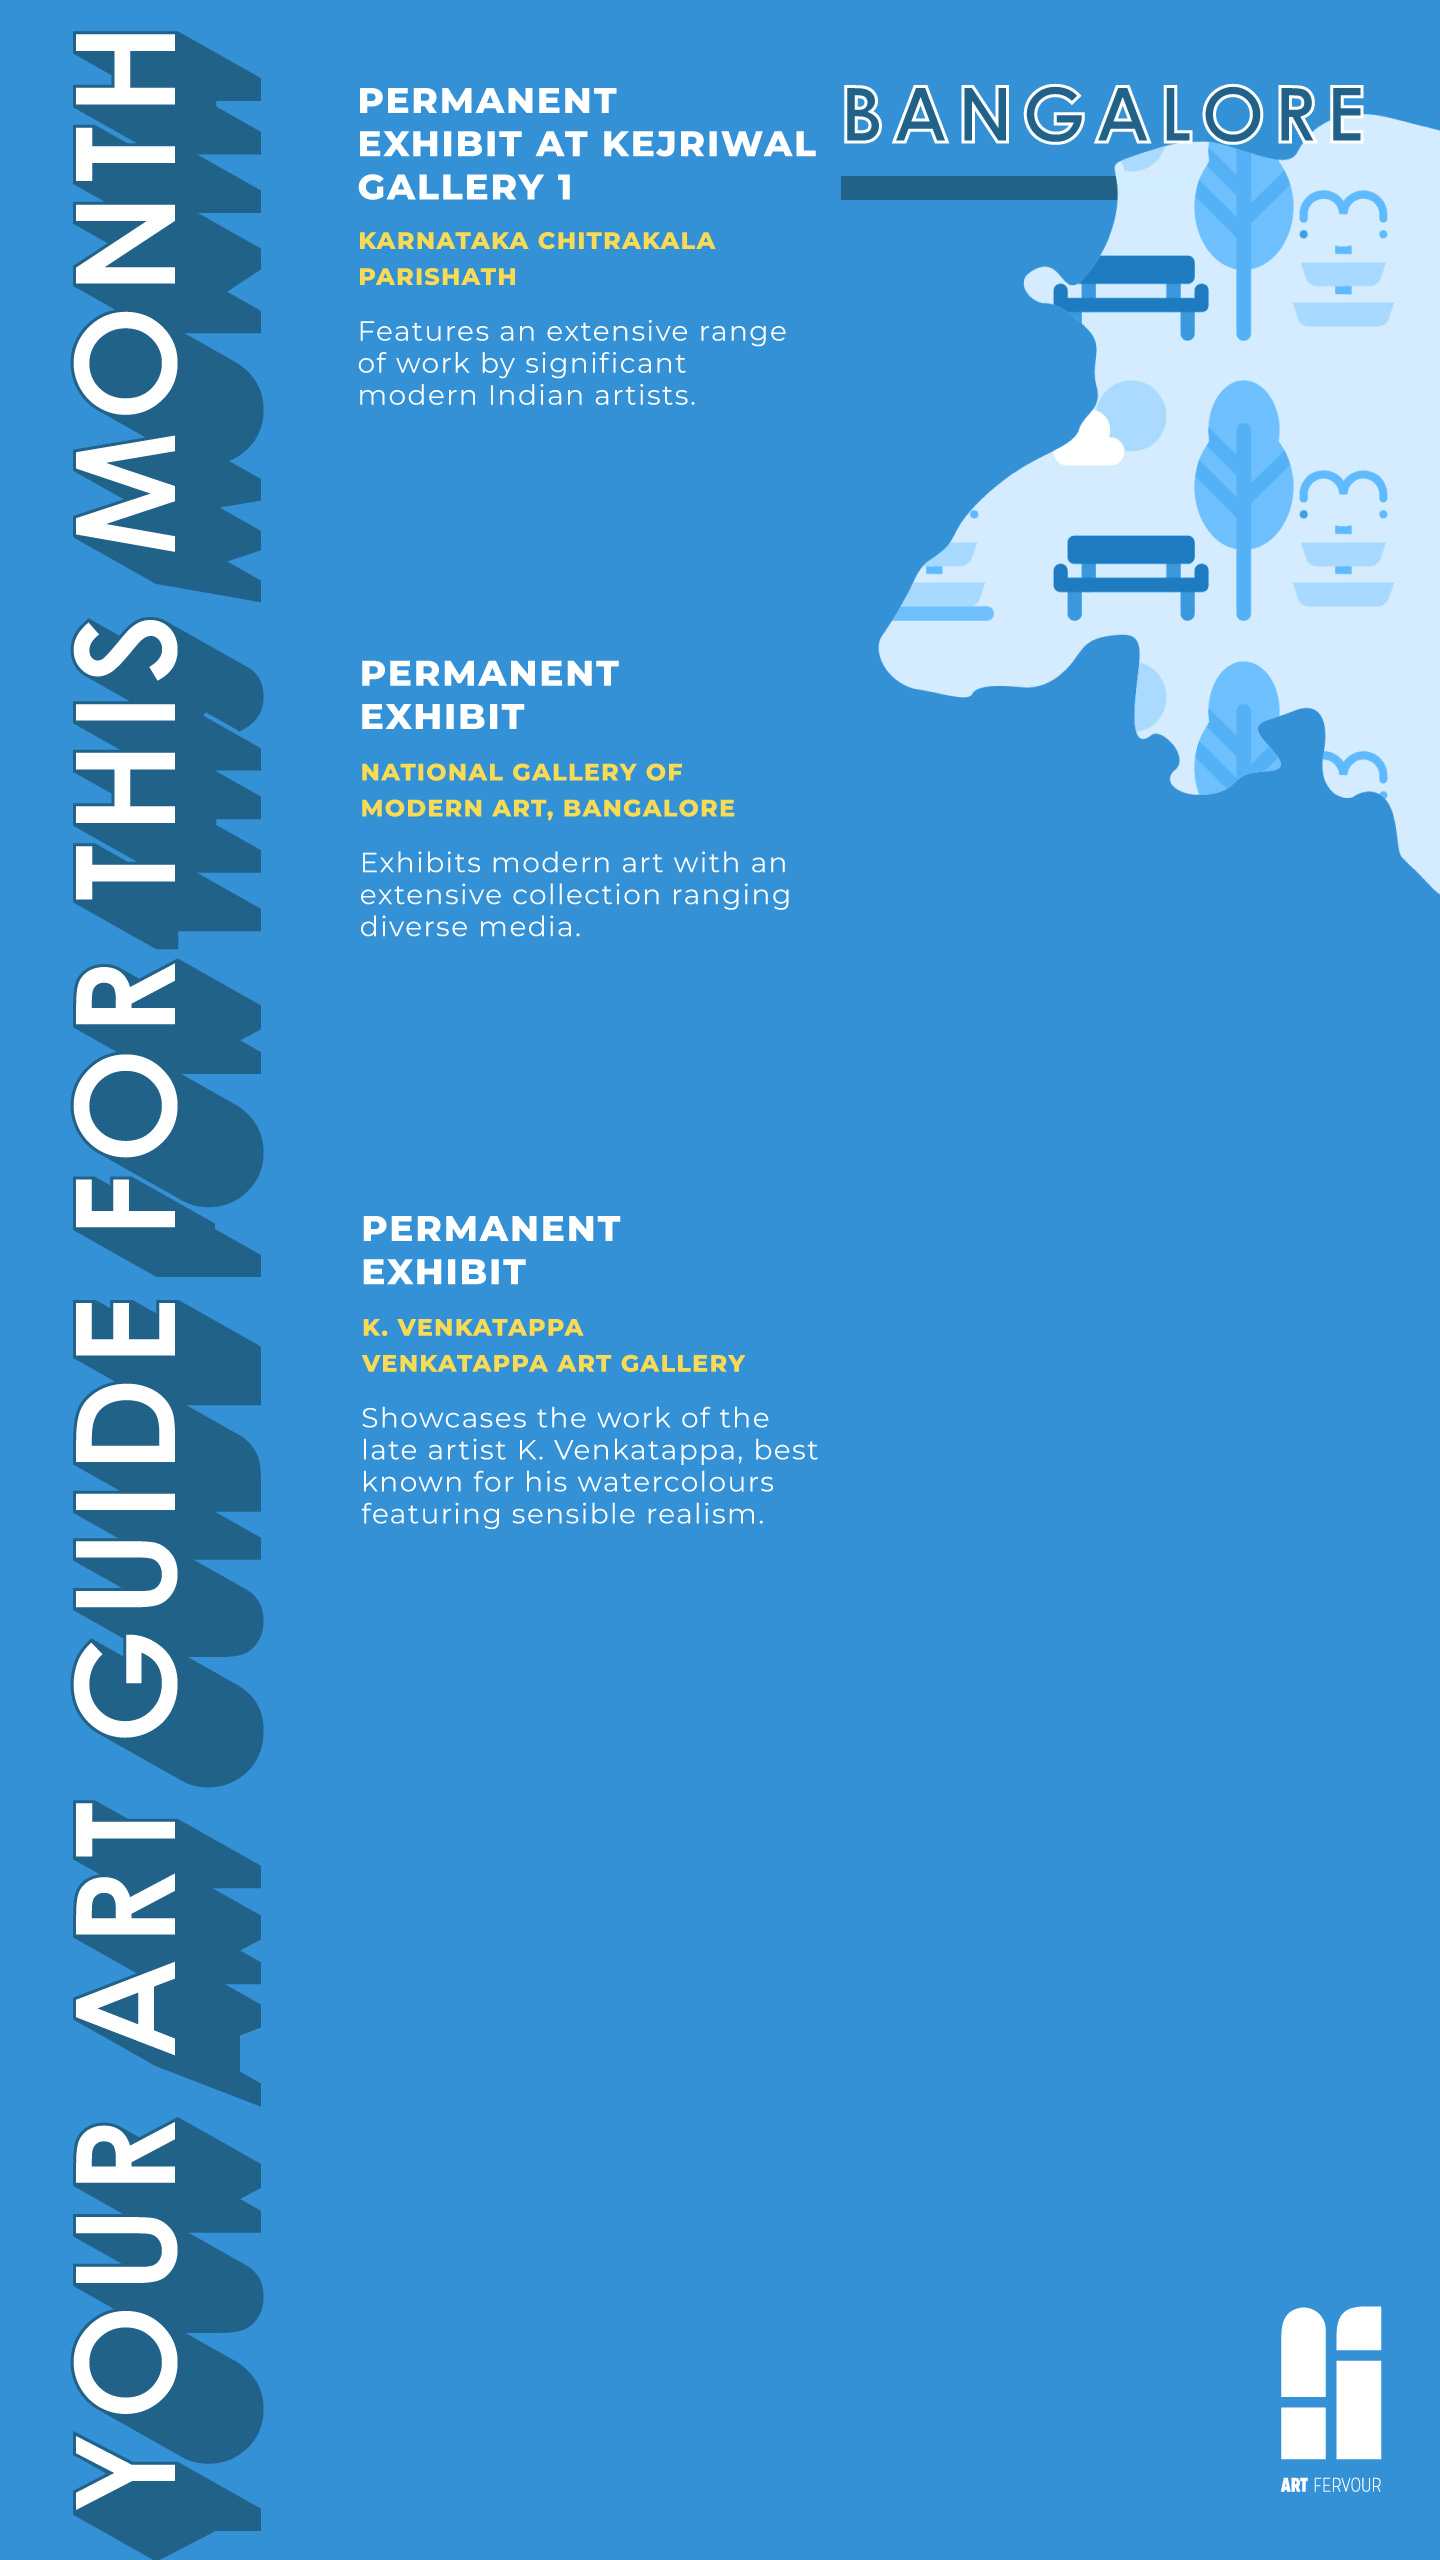 YOUR ART GUIDE FOR THIS MONTH
BANGALORE
PERMANENT
EXHIBIT AT KEJRIWAL
GALLERY 1
KARNATAKA CHITRAKALA
PARISHATH
Features an extensive range
of work by significant
modern Indian artists.
PERMANENT
EXHIBIT
NATIONAL GALLERY OF
MODERN ART, BANGALORE
Exhibits modern art with an
extensive collection ranging
diverse media.
PERMANENT
EXHIBIT
K. VENKATAPPA
VENKATAPPA ART GALLERY
Showcases the work of the
late artist K. Venkatappa, best
known for his watercolours
featuring sensible realism.
ART FERVOUR